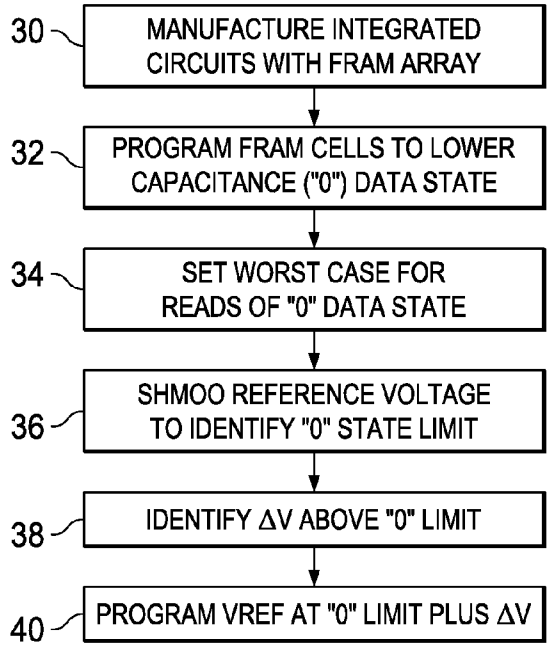 30
MANUFACTURE INTEGRATED
CIRCUITS WITH FRAM ARRAY
32
PROGRAM FRAM CELLS TO LOWER
CAPACITANCE ("0") DATA STATE
34
SET WORST CASE FOR
READS OF "0" DATA STATE
36
SHMOO REFERENCE VOLTAGE
TO IDENTIFY "0" STATE LIMIT
38
IDENTIFY ΔV ABOVE "0" LIMIT
40
PROGRAM VREF AT "0" LIMIT PLUS ΔV